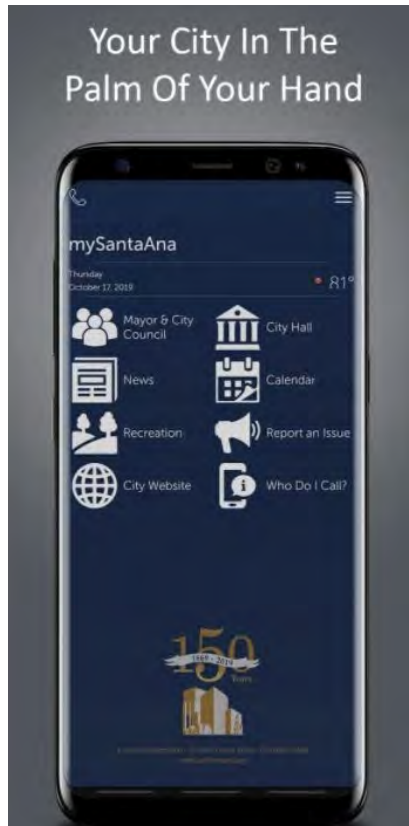 Your City In The
Palm Of Your Hand
mySantaAna
Thursday
October 17, 2019
81°
Mayor & City
Council
City Hall
News
Calendar
Recreation
Report an Issue
City Website
Who Do I Call?
150
1869 - 2019
Years